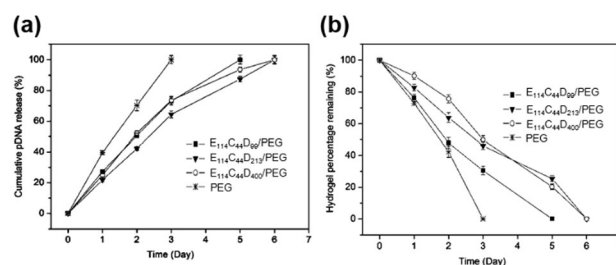 (a)
Cumulative pDNA release (%)
100
80
60
40
20
0
E₁₁₄C₄₄D₉₉/PEG
E₁₁₄C₄₄D₂₁₃/PEG
E₁₁₄C₄₄D₄₀₀/PEG
PEG
0 1 2 3 4 5 6 7
Time (Day)
(b)
Hydrogel percentage remaining (%)
100
80
60
40
20
0
E₁₁₄C₄₄D₉₉/PEG
E₁₁₄C₄₄D₂₁₃/PEG
E₁₁₄C₄₄D₄₀₀/PEG
PEG
0 1 2 3 4 5 6
Time (Day)